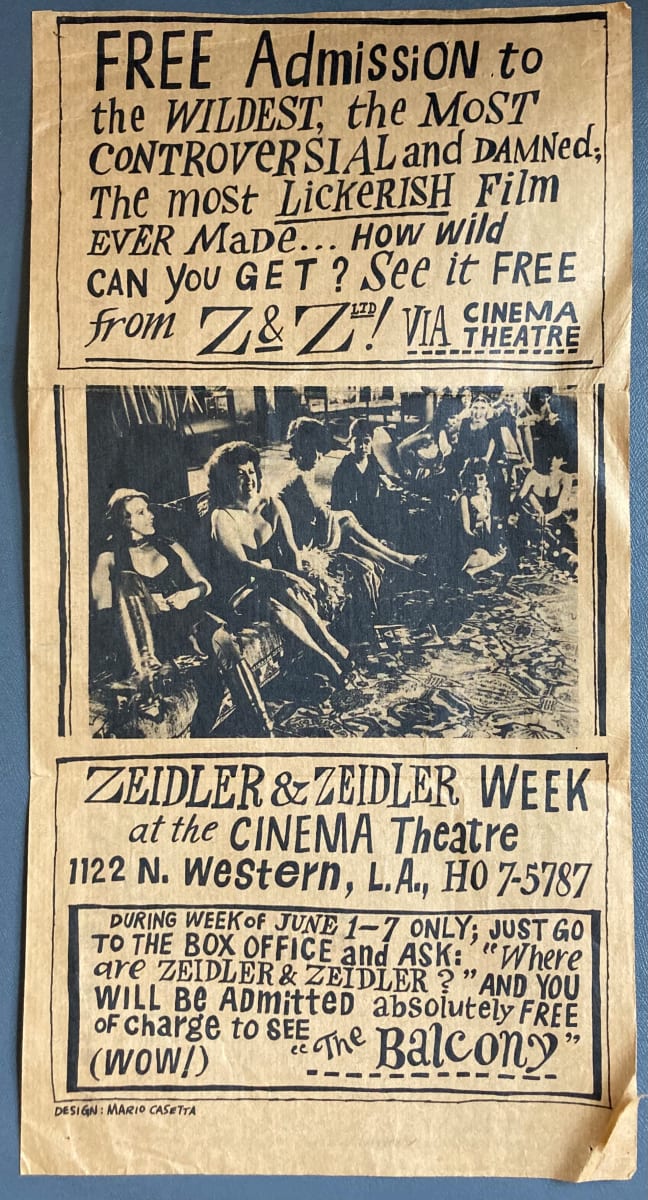 FREE Admission to
the WILDEST, the MOST
CONTROVERSIAL and DAMNed;
The most LickERISH Film
EVER MaDe... HOW Wild
CAN YOU GET? See it FREE
from Z & Z LTD! VIA CINEMA
THEATRE
ZEIDLER & ZEIDLER WEEK
at the CINEMA Theatre
1122 N. Western, L.A., HO 7-5787
DURING WEEK OF JUNE 1-7 ONLY; JUST GO
TO THE BOX OFFICE and ASK: "Where
are ZEIDLER & ZEIDLER?" AND YOU
WILL Be ADMitted absolutely FREE
OF Charge to SEE
(WOW!) "The Balcony"
DESIGN: MARIO CASETTA